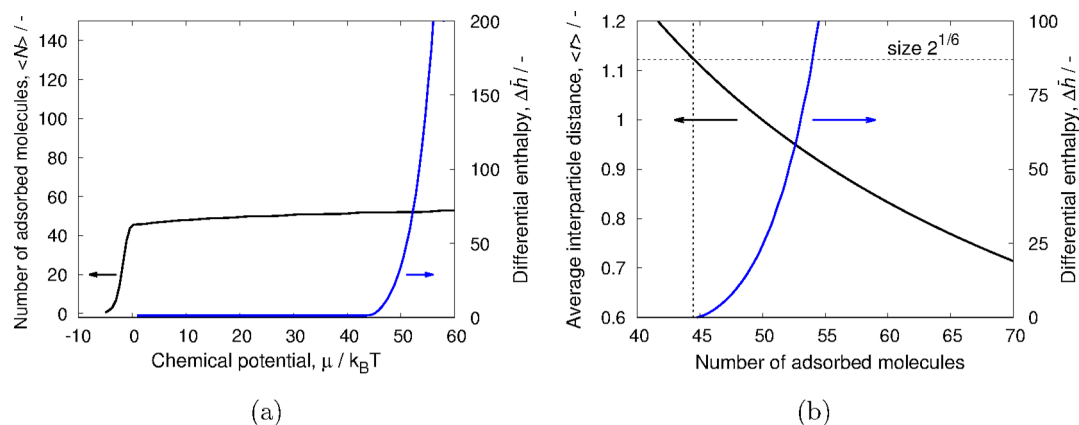 Number of adsorbed molecules, <N> / -
140
120
100
80
60
40
20
0
-10 0 10 20 30 40 50 60
Chemical potential, μ / k_BT
200
150
100
50
0
Differential enthalpy, Δh̄ / -
(a)
Average interparticle distance, <r> / -
1.2
1.1
1
0.9
0.8
0.7
0.6
size 2^{1/6}
40 45 50 55 60 65 70
Number of adsorbed molecules
100
75
50
25
0
Differential enthalpy, Δh̄ / -
(b)